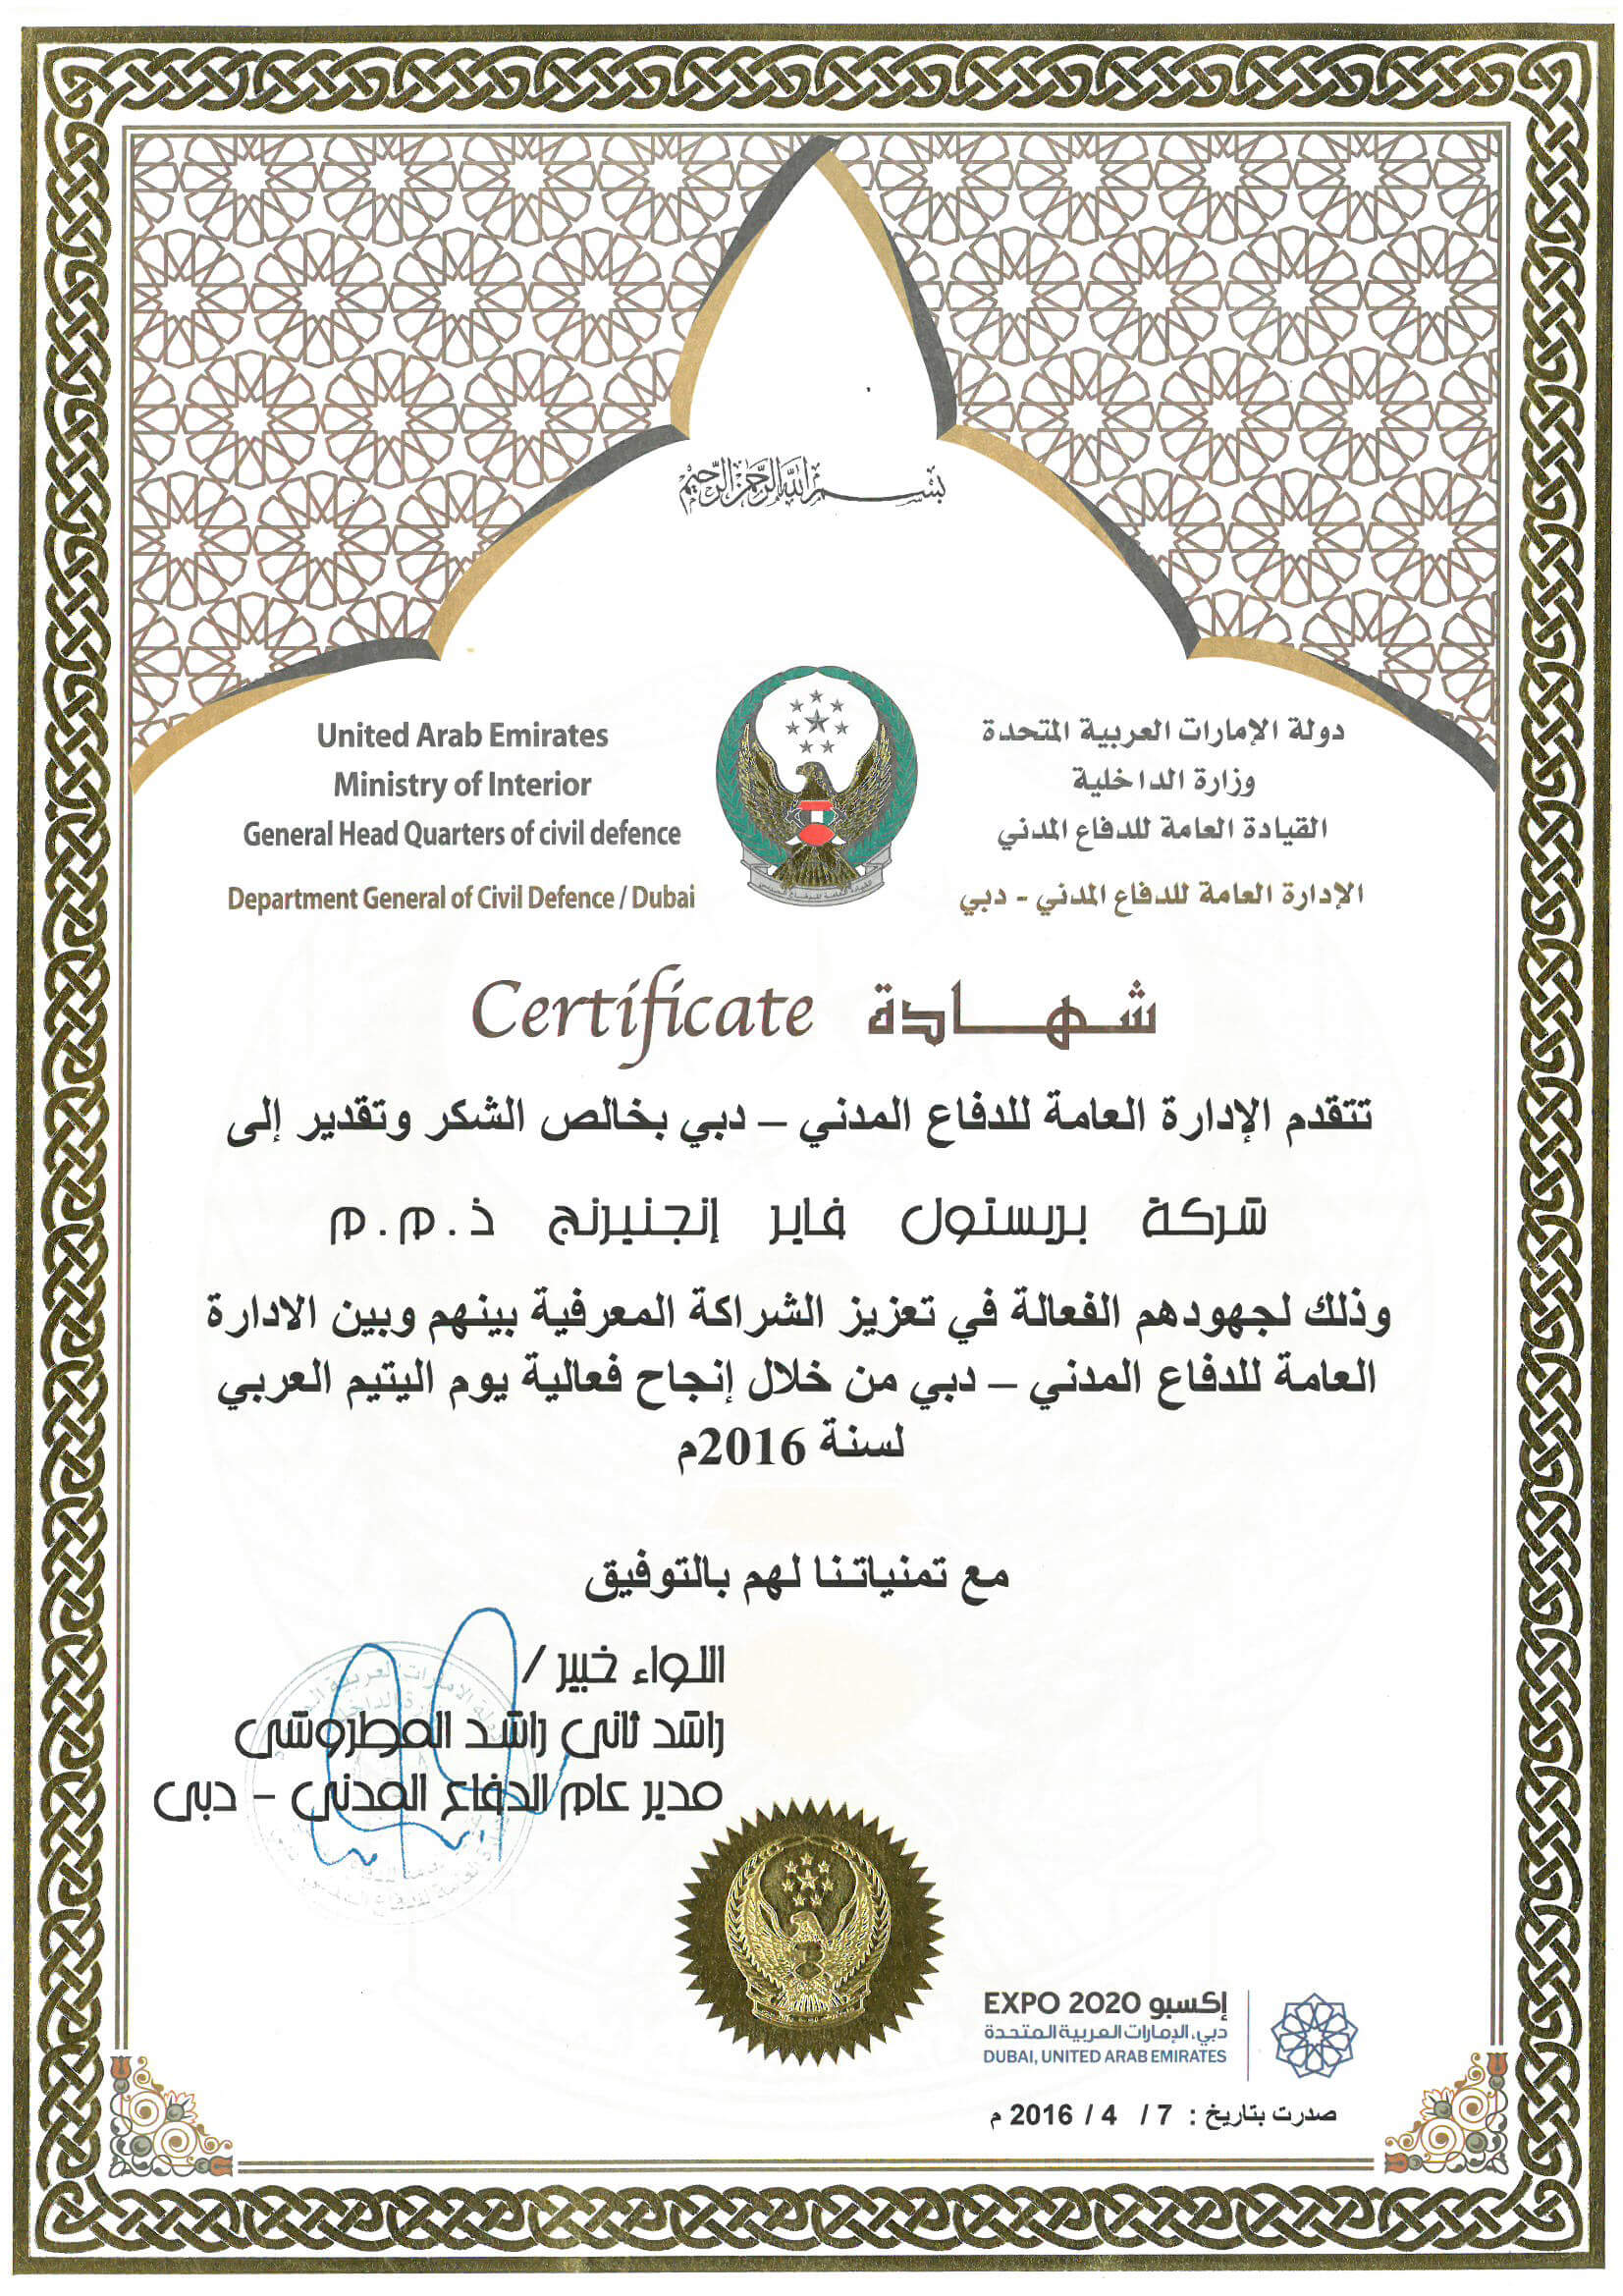 بسم الله الرحمن الرحيم
United Arab Emirates
Ministry of Interior
General Head Quarters of civil defence
Department General of Civil Defence / Dubai
دولة الإمارات العربية المتحدة
وزارة الداخلية
القيادة العامة للدفاع المدني
الإدارة العامة للدفاع المدني - دبي
Certificate شهـــادة
تتقدم الإدارة العامة للدفاع المدني – دبي بخالص الشكر وتقدير إلى
شركة بريستول فاير إنجنيرنج ذ.م.م
وذلك لجهودهم الفعالة في تعزيز الشراكة المعرفية بينهم وبين الادارة
العامة للدفاع المدني – دبي من خلال إنجاح فعالية يوم اليتيم العربي
لسنة 2016م
مع تمنياتنا لهم بالتوفيق
اللواء خبير /
راشد ثاني راشد المطروشي
مدير عام الدفاع المدني – دبي
EXPO 2020 إكسبو
دبي، الإمارات العربية المتحدة
DUBAI, UNITED ARAB EMIRATES
صدرت بتاريخ : 7 / 4 / 2016 م